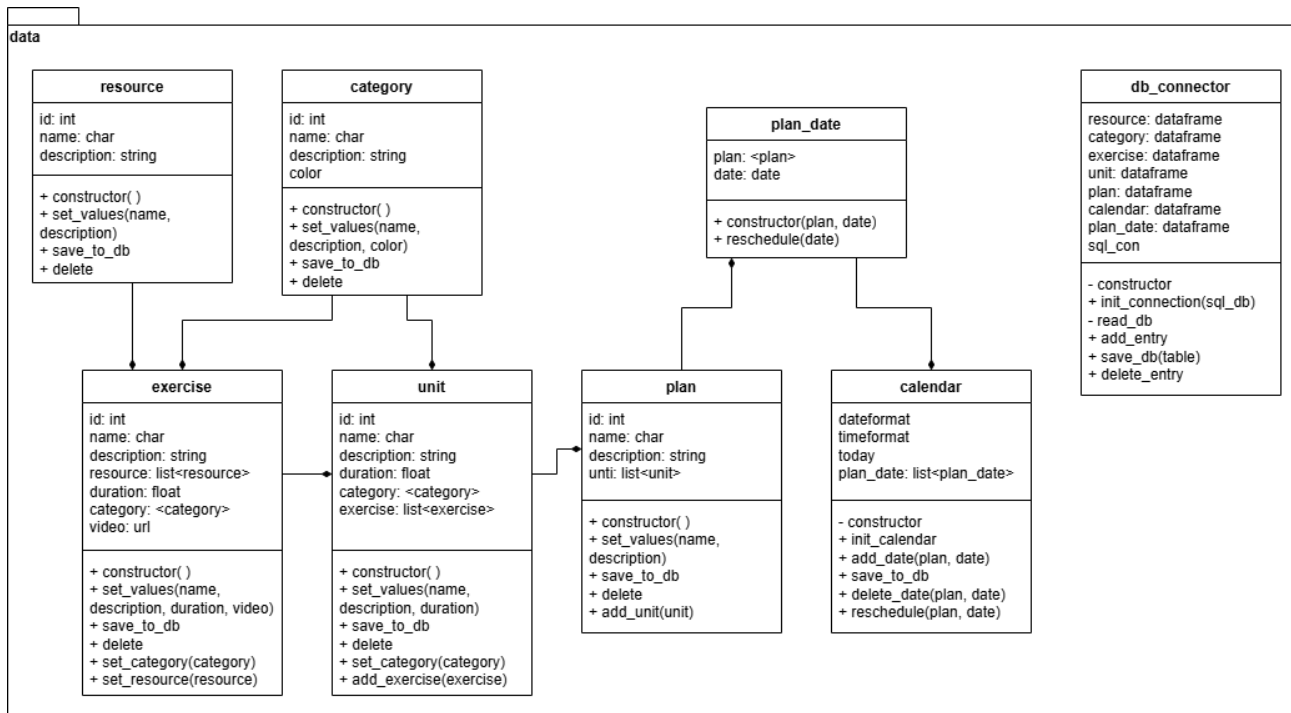 data
resource
id: int
name: char
description: string
+ constructor( )
+ set_values(name,
description)
+ save_to_db
+ delete
category
id: int
name: char
description: string
color
+ constructor( )
+ set_values(name,
description, color)
+ save_to_db
+ delete
plan_date
plan: <plan>
date: date
+ constructor(plan, date)
+ reschedule(date)
db_connector
resource: dataframe
category: dataframe
exercise: dataframe
unit: dataframe
plan: dataframe
calendar: dataframe
plan_date: dataframe
sql_con
- constructor
+ init_connection(sql_db)
- read_db
+ add_entry
+ save_db(table)
+ delete_entry
exercise
id: int
name: char
description: string
resource: list<resource>
duration: float
category: <category>
video: url
+ constructor( )
+ set_values(name,
description, duration, video)
+ save_to_db
+ delete
+ set_category(category)
+ set_resource(resource)
unit
id: int
name: char
description: string
duration: float
category: <category>
exercise: list<exercise>
+ constructor( )
+ set_values(name,
description, duration)
+ save_to_db
+ delete
+ set_category(category)
+ add_exercise(exercise)
plan
id: int
name: char
description: string
unti: list<unit>
+ constructor( )
+ set_values(name,
description)
+ save_to_db
+ delete
+ add_unit(unit)
calendar
dateformat
timeformat
today
plan_date: list<plan_date>
- constructor
+ init_calendar
+ add_date(plan, date)
+ save_to_db
+ delete_date(plan, date)
+ reschedule(plan, date)